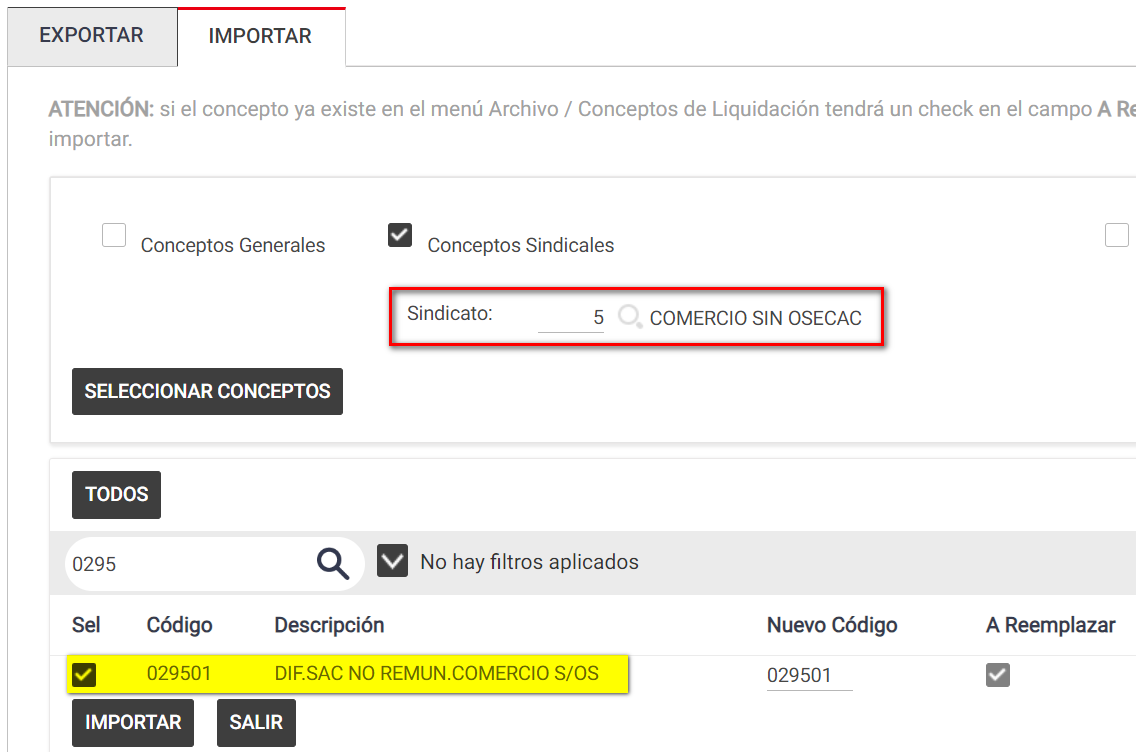 EXPORTAR IMPORTAR
ATENCIÓN: si el concepto ya existe en el menú Archivo / Conceptos de Liquidación tendrá un check en el campo A Re
importar.
Conceptos Generales Conceptos Sindicales
Sindicato: 5 COMERCIO SIN OSECAC
SELECCIONAR CONCEPTOS
TODOS
0295 No hay filtros aplicados
Sel Código Descripción Nuevo Código A Reemplazar
029501 DIF.SAC NO REMUN.COMERCIO S/OS 029501
IMPORTAR SALIR